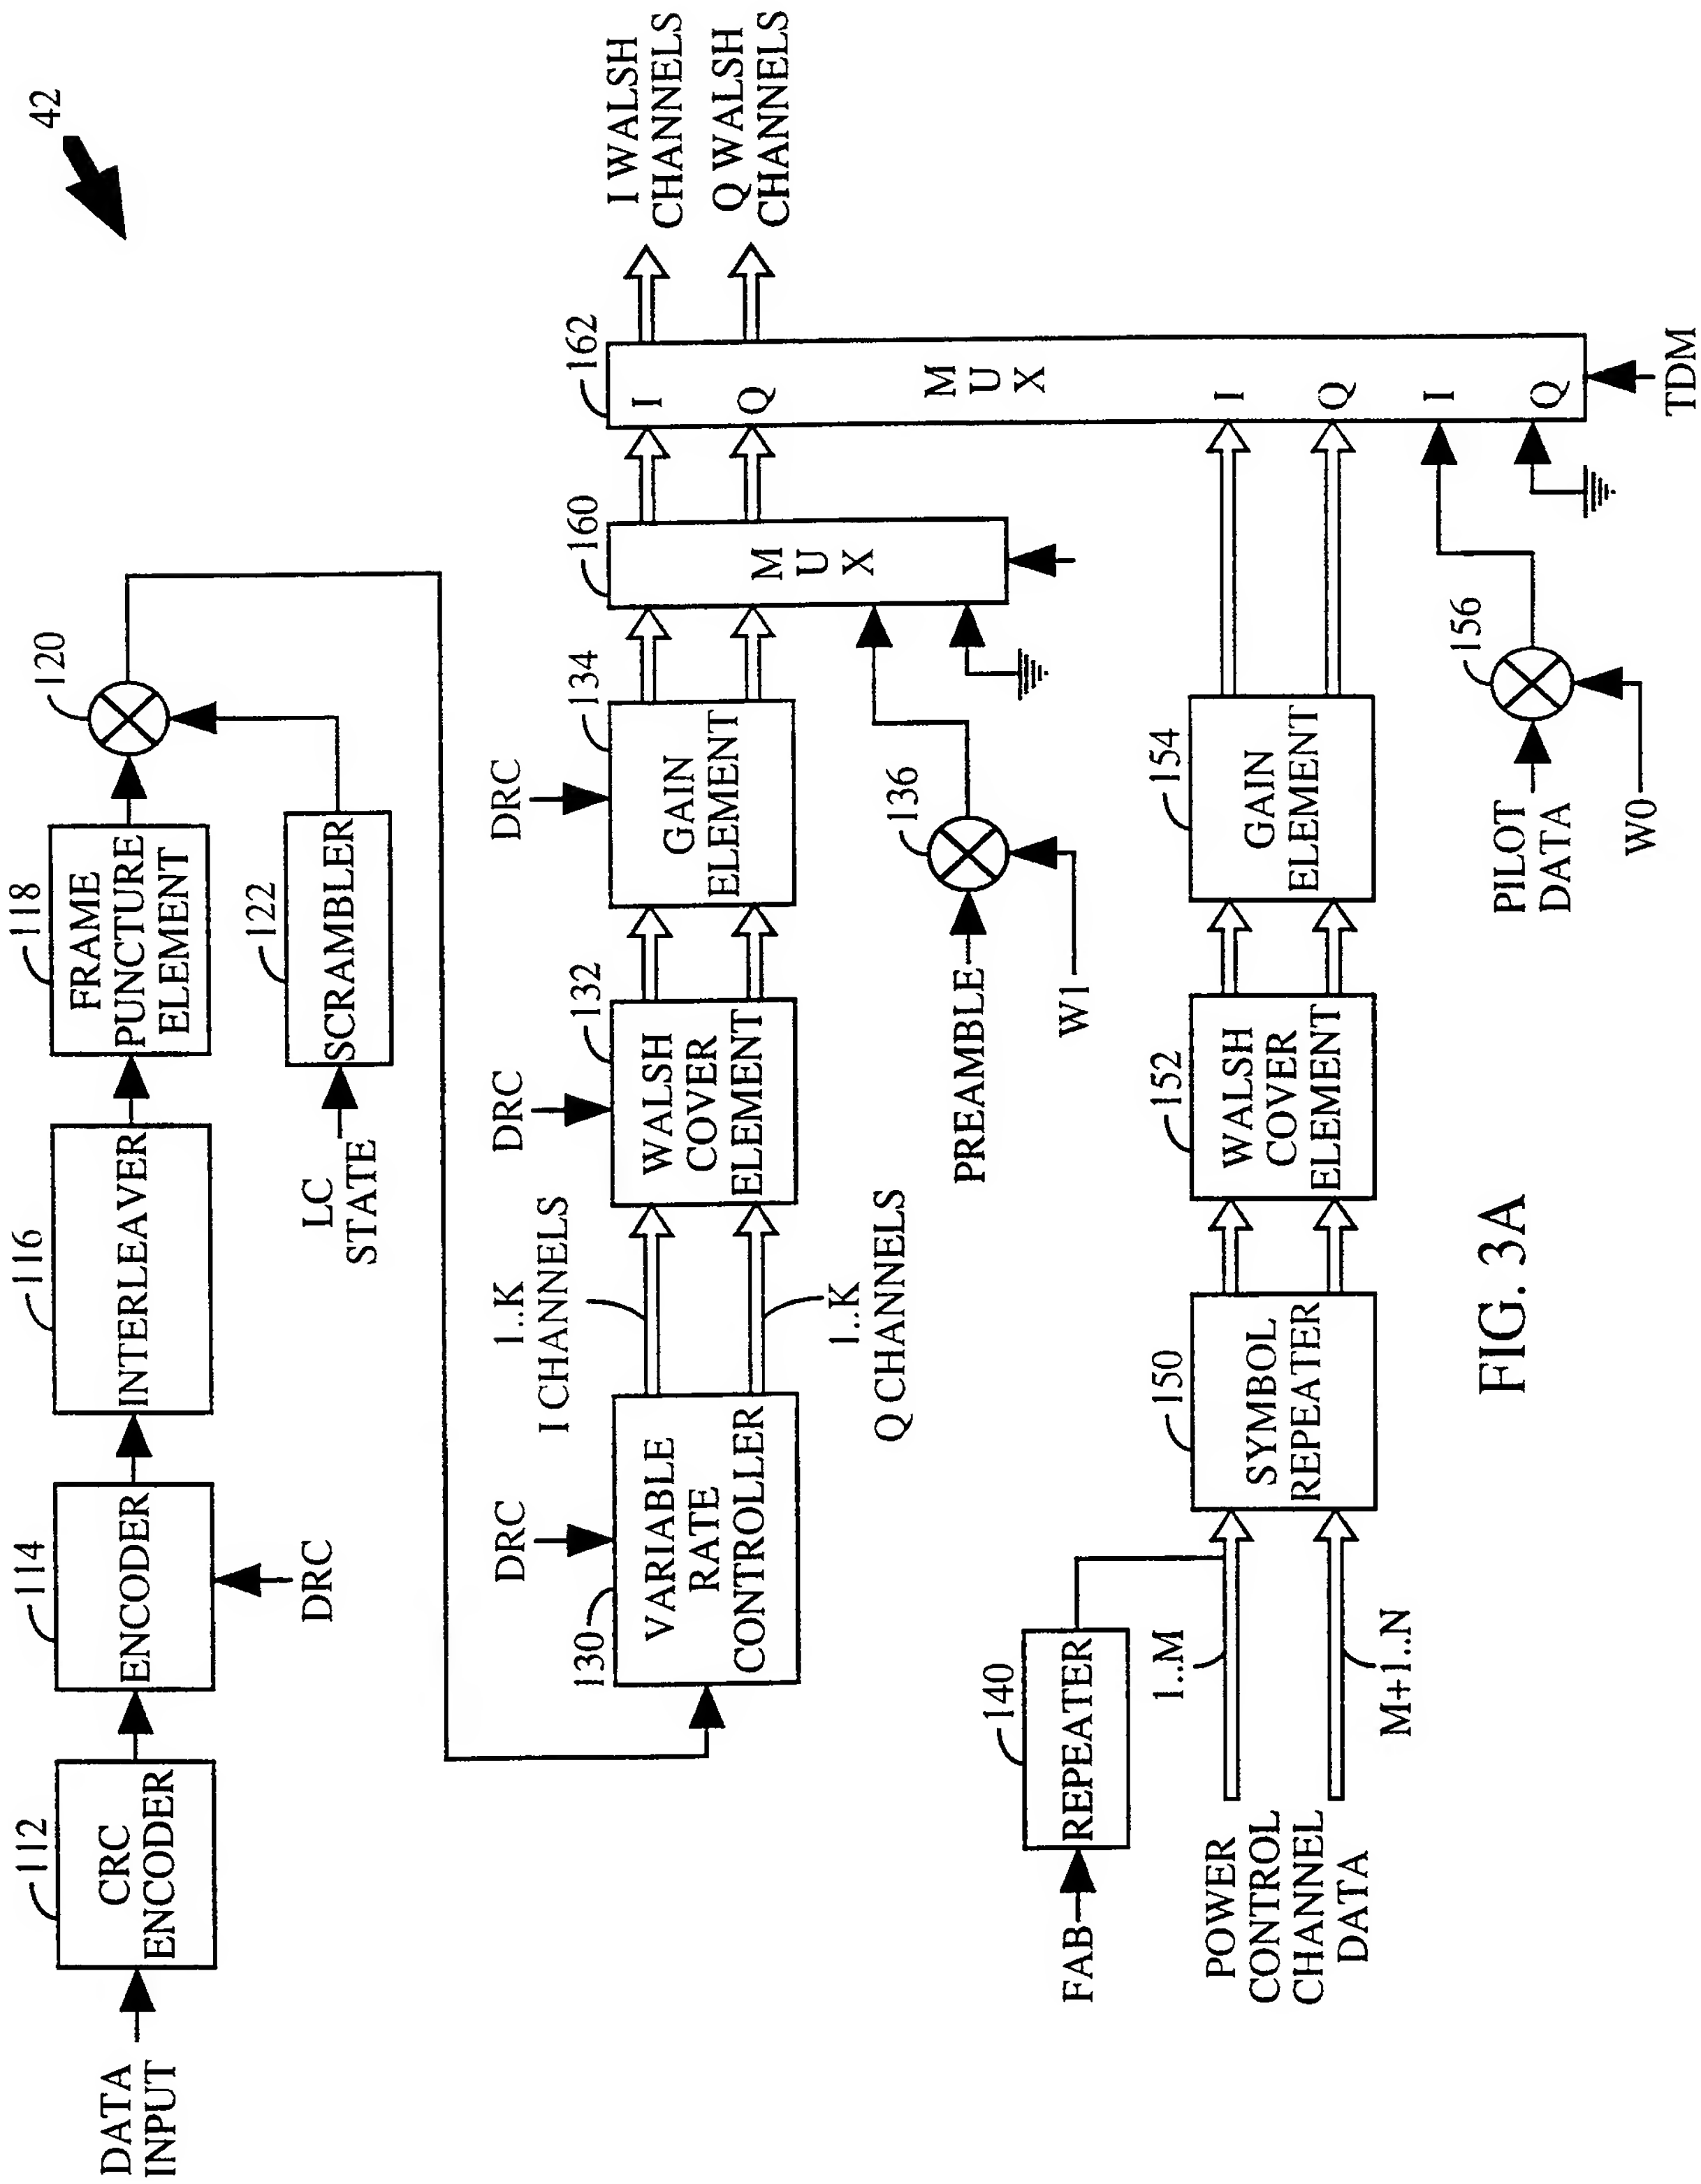 42
112
CRC
ENCODER
114
ENCODER
116
INTERLEAVER
118
FRAME
PUNCTURE
ELEMENT
120
DATA
INPUT
DRC
LC
STATE
122
SCRAMBLER
DRC
130
VARIABLE
RATE
CONTROLLER
1..K
I CHANNELS
1..K
Q CHANNELS
DRC
132
WALSH
COVER
ELEMENT
DRC
134
GAIN
ELEMENT
160
MUX
162
I
Q
MUX
I
Q
I
Q
TDM
I WALSH
CHANNELS
Q WALSH
CHANNELS
PREAMBLE
136
W1
FAB
140
REPEATER
POWER
CONTROL
CHANNEL
DATA
1..M
M+1..N
150
SYMBOL
REPEATER
152
WALSH
COVER
ELEMENT
154
GAIN
ELEMENT
PILOT
DATA
156
W0
FIG. 3A